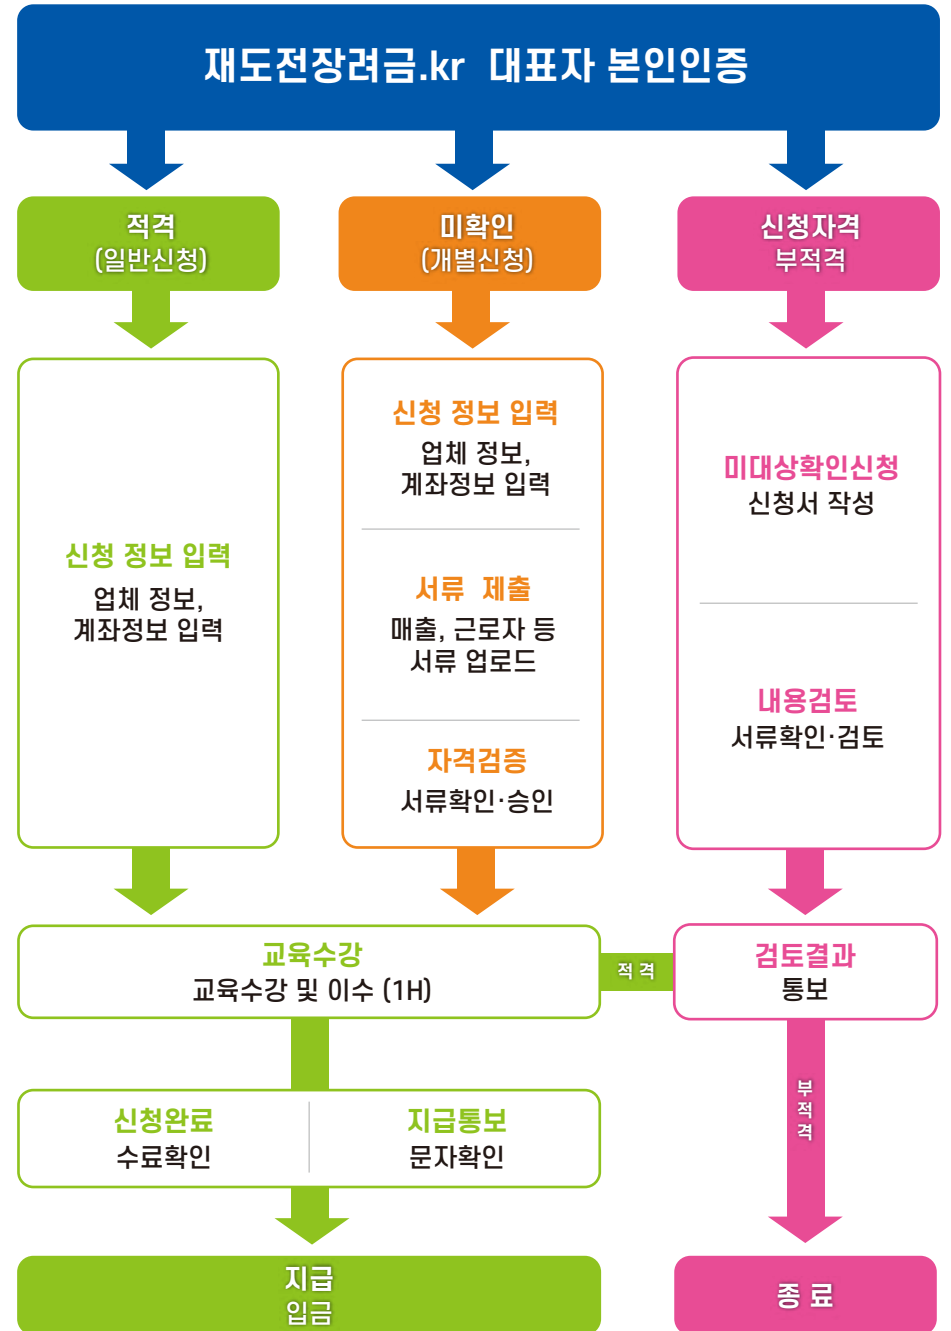 재도전장려금.kr 대표자 본인인증
적격
(일반신청)
미확인
(개별신청)
신청자격
부적격
신청 정보 입력
업체 정보,
계좌정보 입력
신청 정보 입력
업체 정보,
계좌정보 입력
서류 제출
매출, 근로자 등
서류 업로드
자격검증
서류확인·승인
미대상확인신청
신청서 작성
내용검토
서류확인·검토
교육수강
교육수강 및 이수 (1H)
적격
검토결과
통보
신청완료
수료확인
지급통보
문자확인
부적격
지급
입금
종료